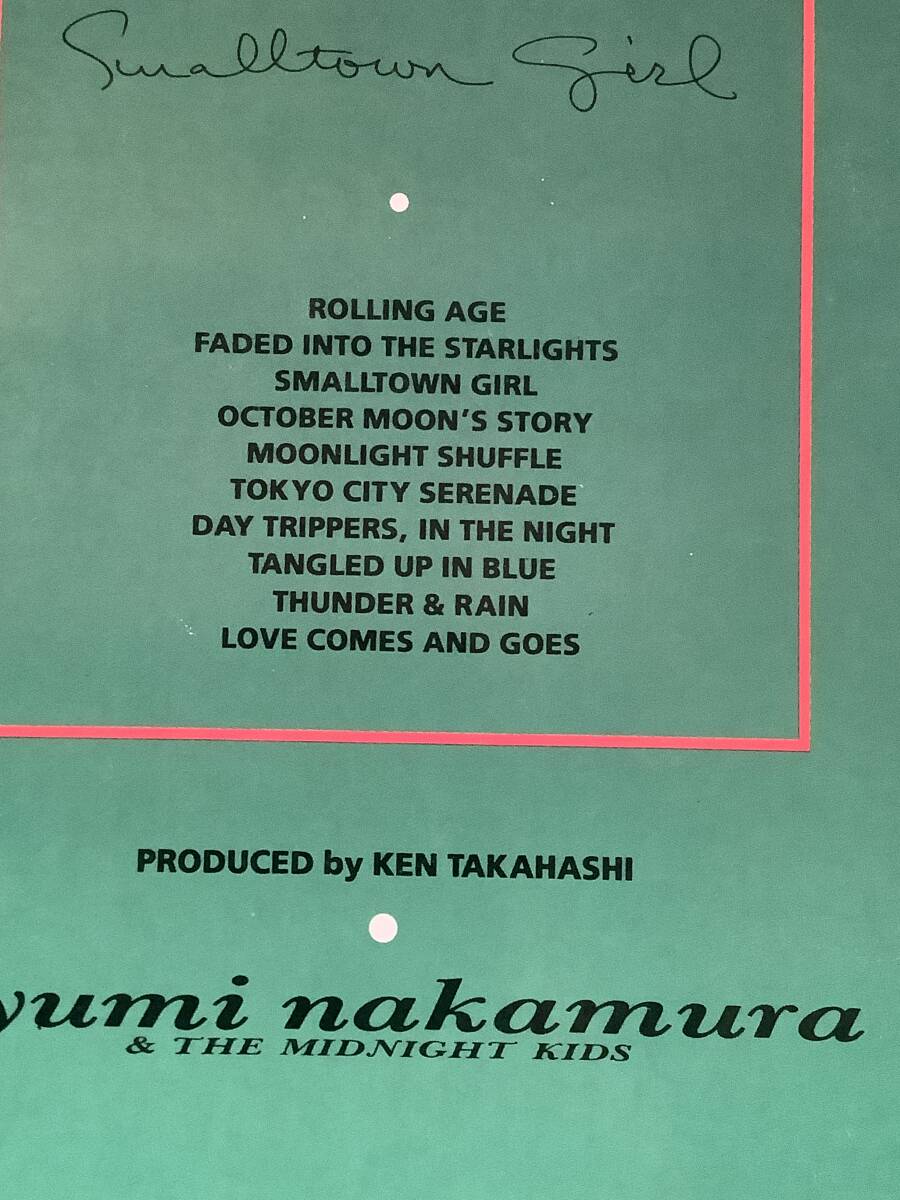 Smalltown Girl
ROLLING AGE
FADED INTO THE STARLIGHTS
SMALLTOWN GIRL
OCTOBER MOON'S STORY
MOONLIGHT SHUFFLE
TOKYO CITY SERENADE
DAY TRIPPERS, IN THE NIGHT
TANGLED UP IN BLUE
THUNDER & RAIN
LOVE COMES AND GOES
PRODUCED by KEN TAKAHASHI
yumi nakamura
& THE MIDNIGHT KIDS